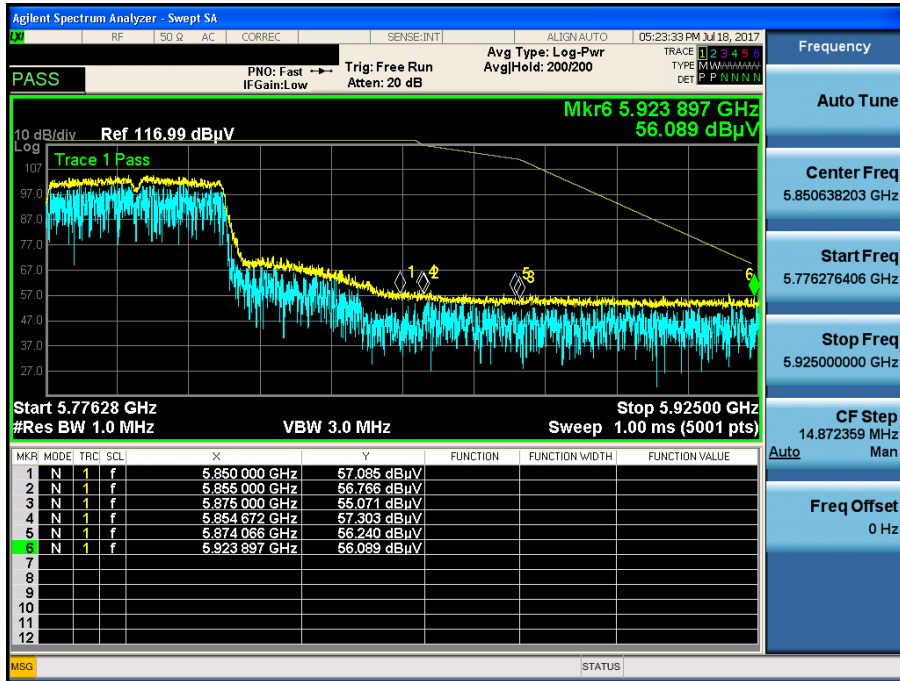 Agilent Spectrum Analyzer - Swept SA
LXI RF 50 Ω AC CORREC SENSE:INT ALIGN AUTO 05:23:33 PM Jul 18, 2017
PASS
PNO: Fast
IFGain:Low
Trig: Free Run
Atten: 20 dB
Avg Type: Log-Pwr
Avg|Hold: 200/200
TRACE 1 2 3 4 5 6
TYPE M W W W W W
DET P P N N N N
Mkr6 5.923 897 GHz
56.089 dBµV
10 dB/div Ref 116.99 dBµV
Log
Trace 1 Pass
107
97.0
87.0
77.0
67.0
57.0
47.0
37.0
27.0
1
4
2
5
3
6
Start 5.77628 GHz Stop 5.92500 GHz
#Res BW 1.0 MHz VBW 3.0 MHz Sweep 1.00 ms (5001 pts)
MKR MODE TRC SCL X Y FUNCTION FUNCTION WIDTH FUNCTION VALUE
1 N 1 f 5.850 000 GHz 57.085 dBµV
2 N 1 f 5.855 000 GHz 56.766 dBµV
3 N 1 f 5.875 000 GHz 55.071 dBµV
4 N 1 f 5.854 672 GHz 57.303 dBµV
5 N 1 f 5.874 066 GHz 56.240 dBµV
6 N 1 f 5.923 897 GHz 56.089 dBµV
7
8
9
10
11
12
MSG STATUS
Frequency
Auto Tune
Center Freq
5.850638203 GHz
Start Freq
5.776276406 GHz
Stop Freq
5.925000000 GHz
CF Step
14.872359 MHz
Auto Man
Freq Offset
0 Hz